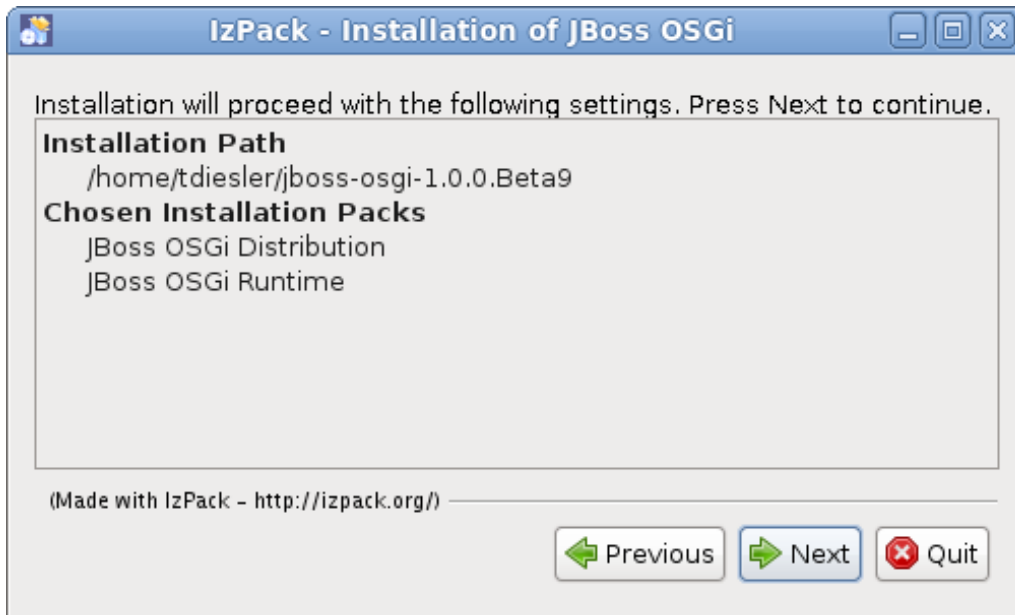 IzPack - Installation of JBoss OSGi
Installation will proceed with the following settings. Press Next to continue.
Installation Path
/home/tdiesler/jboss-osgi-1.0.0.Beta9
Chosen Installation Packs
JBoss OSGi Distribution
JBoss OSGi Runtime
(Made with IzPack - http://izpack.org/)
Previous Next Quit